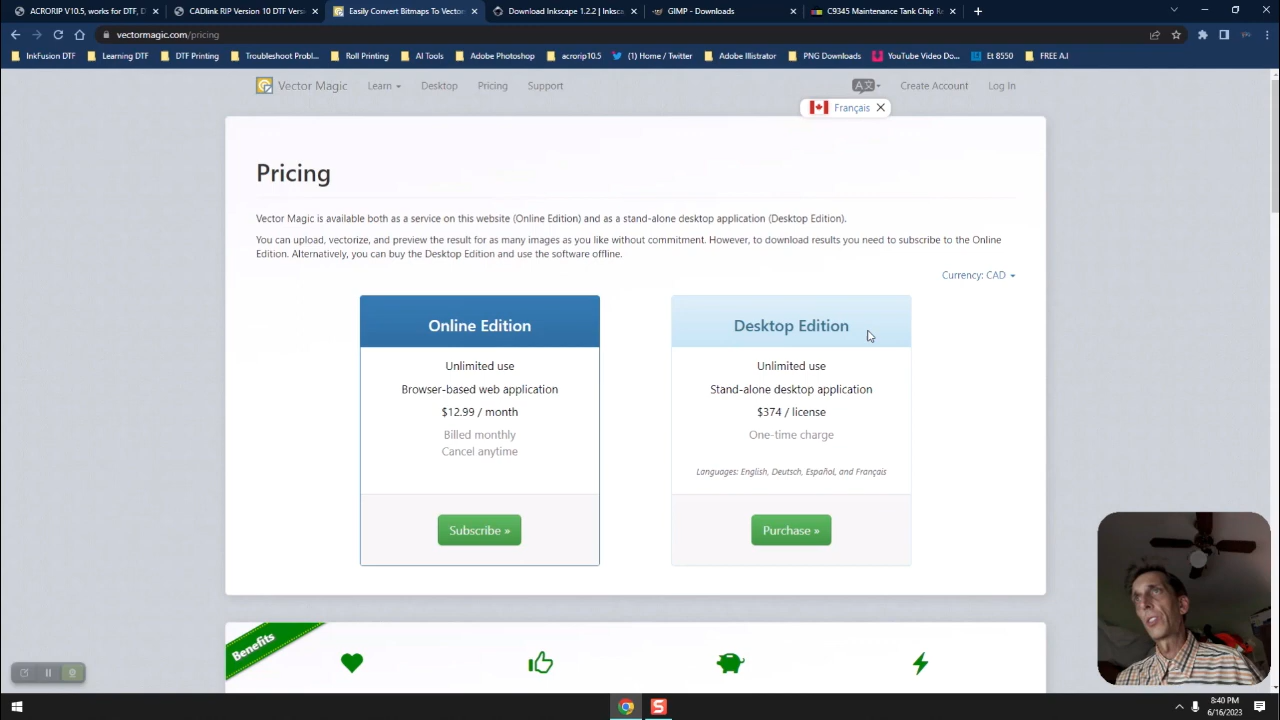 ACRORIP V10.5, works for DTF, D
CADlink RIP Version 10 DTF Vers
Easily Convert Bitmaps To Vector
Download Inkscape 1.2.2 | Inksc
GIMP - Downloads
C9345 Maintenance Tank Chip Re
vectormagic.com/pricing
InkFusion DTF
Learning DTF
DTF Printing
Troubleshoot Probl...
Roll Printing
AI Tools
Adobe Photoshop
acrorip10.5
(1) Home / Twitter
Adobe Illistrator
PNG Downloads
YouTube Video Do...
Et 8550
FREE A.I
Vector Magic
Learn
Desktop
Pricing
Support
Create Account
Log In
Français
Pricing
Vector Magic is available both as a service on this website (Online Edition) and as a stand-alone desktop application (Desktop Edition).
You can upload, vectorize, and preview the result for as many images as you like without commitment. However, to download results you need to subscribe to the Online
Edition. Alternatively, you can buy the Desktop Edition and use the software offline.
Currency: CAD
Online Edition
Unlimited use
Browser-based web application
$12.99 / month
Billed monthly
Cancel anytime
Subscribe »
Desktop Edition
Unlimited use
Stand-alone desktop application
$374 / license
One-time charge
Languages: English, Deutsch, Español, and Français
Purchase »
Benefits
8:40 PM
6/16/2023